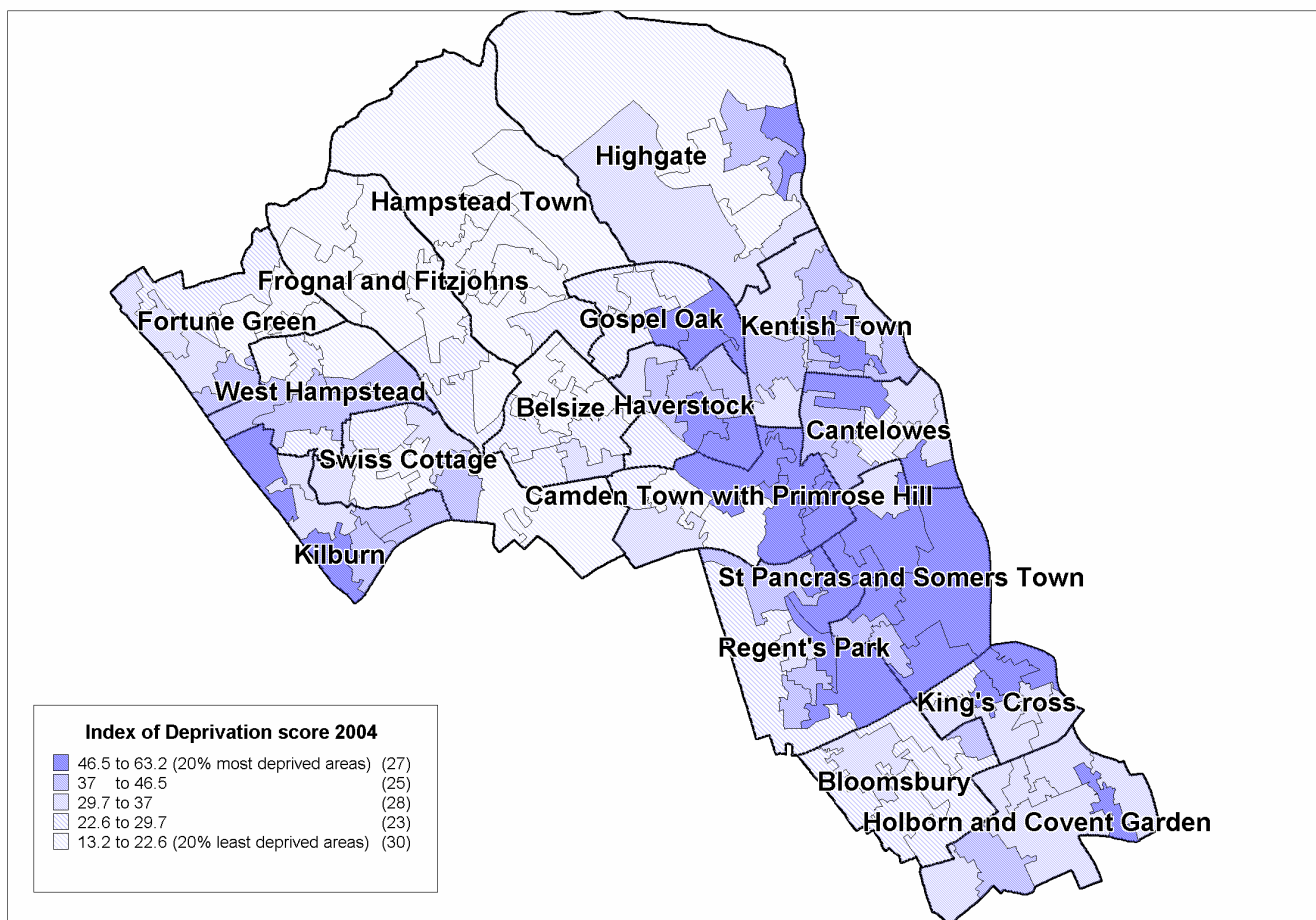 Highgate
Hampstead Town
Frognal and Fitzjohns
Fortune Green
Gospel Oak
Kentish Town
West Hampstead
Belsize
Haverstock
Cantelowes
Swiss Cottage
Camden Town with Primrose Hill
Kilburn
St Pancras and Somers Town
Regent's Park
King's Cross
Bloomsbury
Holborn and Covent Garden
Index of Deprivation score 2004
46.5 to 63.2 (20% most deprived areas) (27)
37 to 46.5 (25)
29.7 to 37 (28)
22.6 to 29.7 (23)
13.2 to 22.6 (20% least deprived areas) (30)